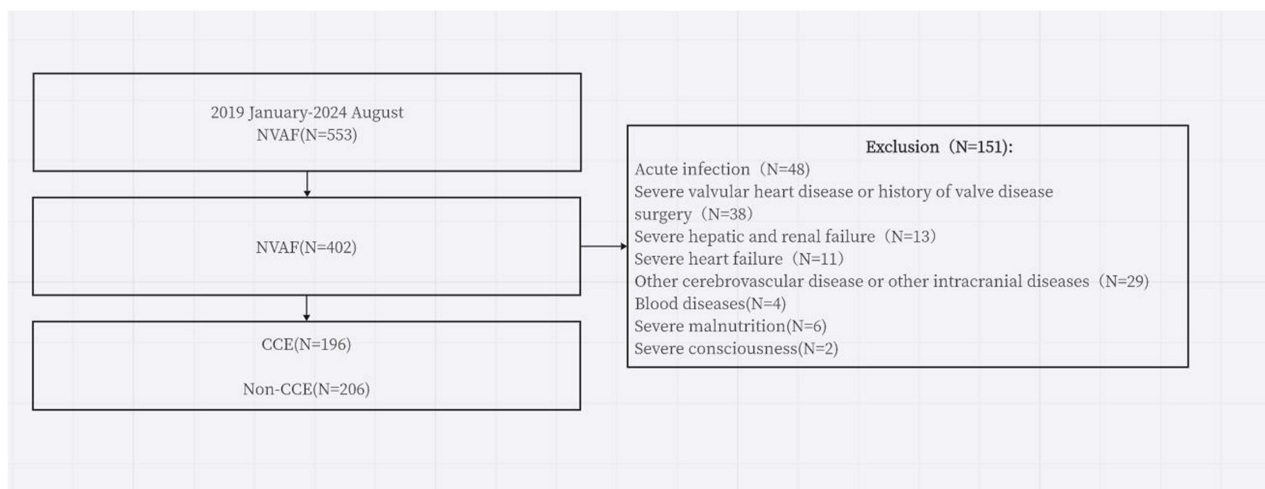 2019 January-2024 August
NVAF(N=553)
NVAF(N=402)
CCE(N=196)
Non-CCE(N=206)
Exclusion（N=151):
Acute infection（N=48)
Severe valvular heart disease or history of valve disease
surgery（N=38）
Severe hepatic and renal failure（N=13）
Severe heart failure（N=11）
Other cerebrovascular disease or other intracranial diseases（N=29)
Blood diseases(N=4)
Severe malnutrition(N=6)
Severe consciousness(N=2)